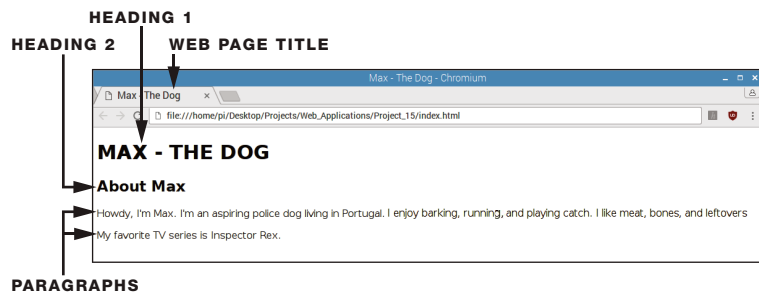 HEADING 1
HEADING 2 WEB PAGE TITLE
Max - The Dog - Chromium
Max - The Dog ×
file:///home/pi/Desktop/Projects/Web_Applications/Project_15/index.html
MAX - THE DOG
About Max
Howdy, I'm Max. I'm an aspiring police dog living in Portugal. I enjoy barking, running, and playing catch. I like meat, bones, and leftovers
My favorite TV series is Inspector Rex.
PARAGRAPHS